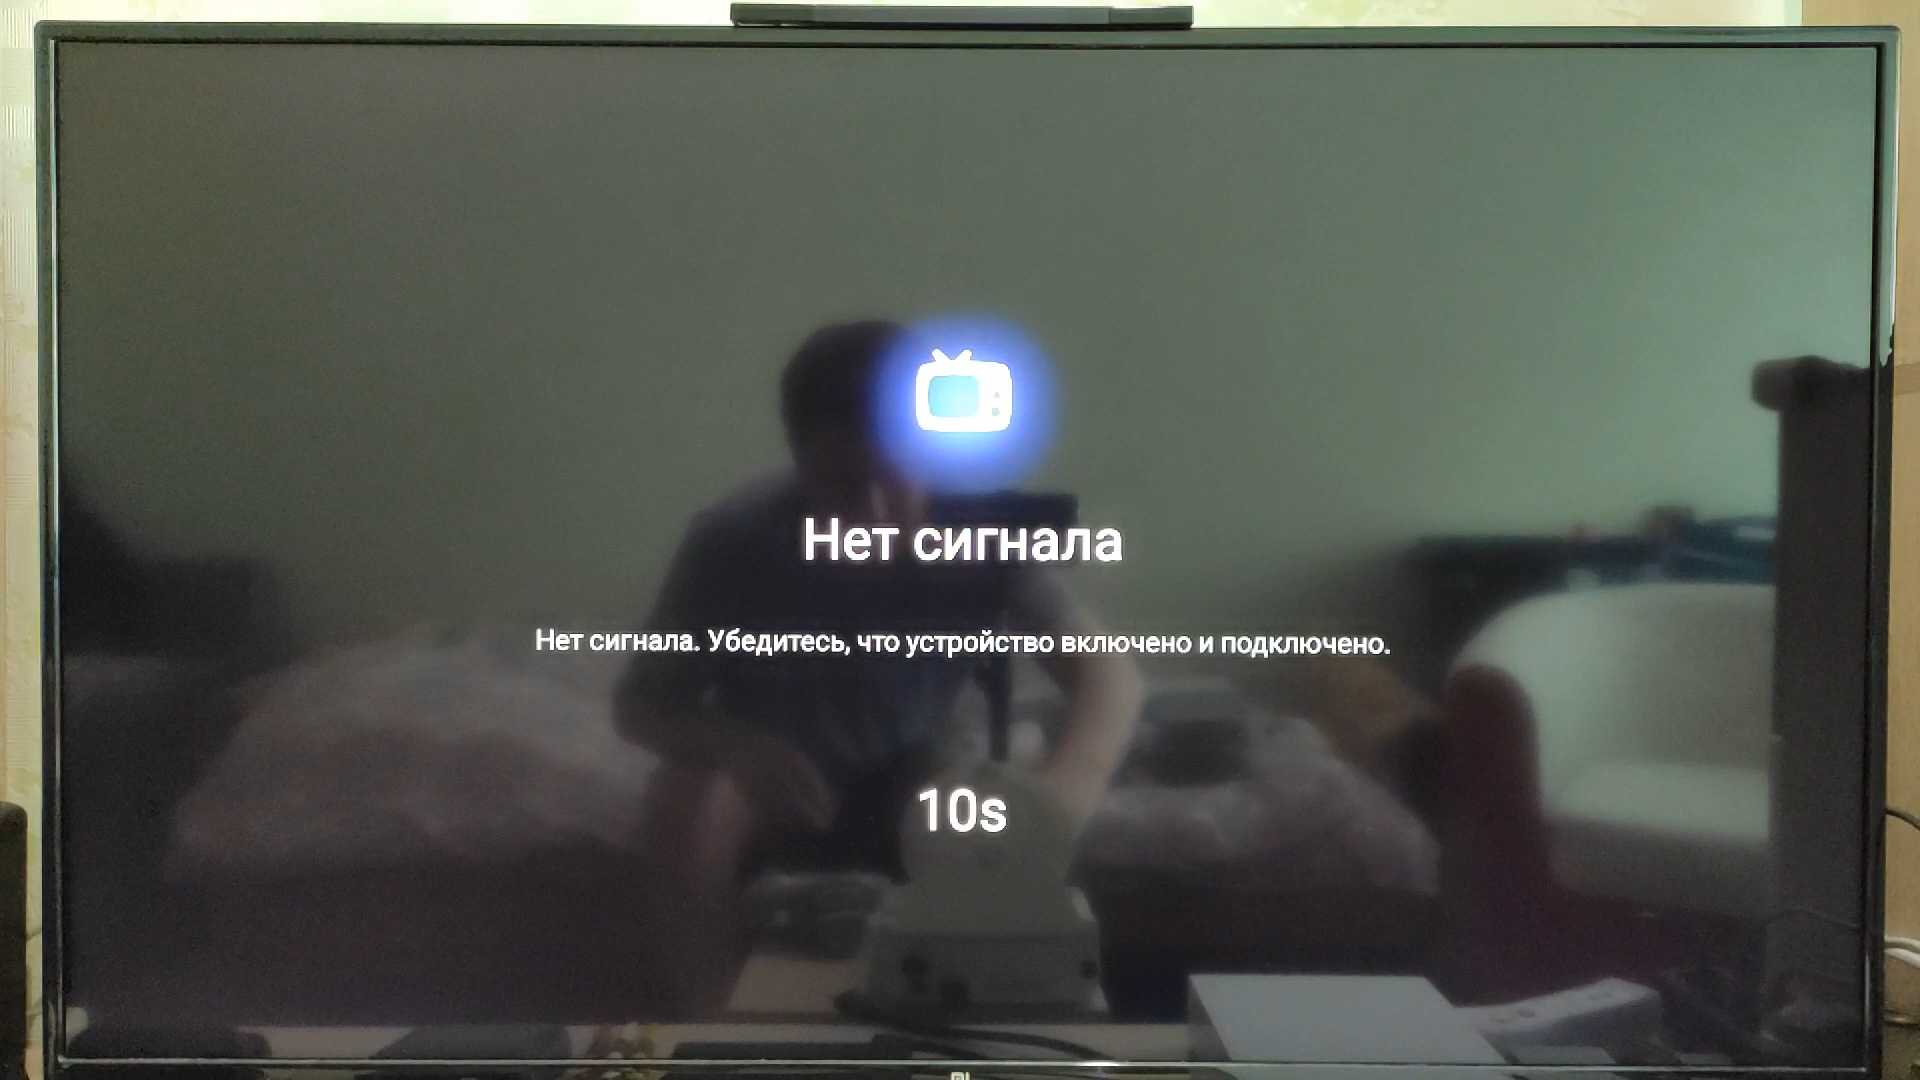 Нет сигнала
Нет сигнала. Убедитесь, что устройство включено и подключено.
10s